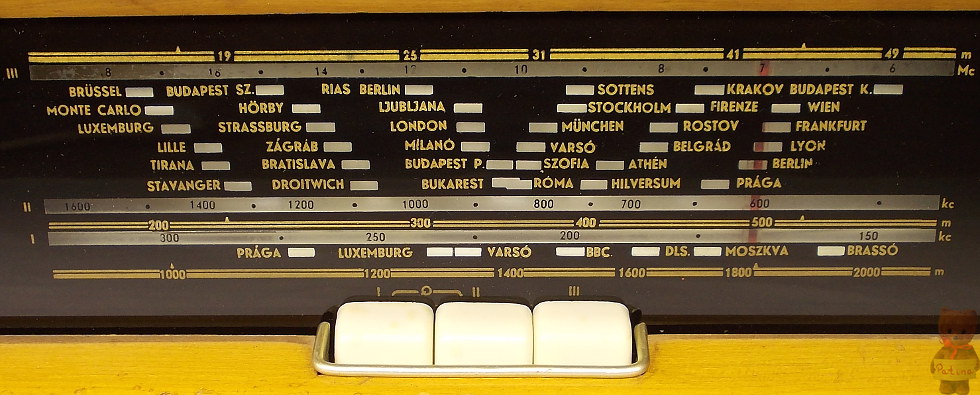 19 25 31 41 49 m
III 18 16 14 12 10 8 7 6 Mc
BRÜSSEL BUDAPEST SZ. RIAS BERLIN SOTTENS KRAKOV BUDAPEST K.
MONTE CARLO HÖRBY LJUBLJANA STOCKHOLM FIRENZE WIEN
LUXEMBURG STRASSBURG LONDON MÜNCHEN ROSTOV FRANKFURT
LILLE ZÁGRÁB MILÁNÓ VARSÓ BELGRÁD LYON
TIRANA BRATISLAVA BUDAPEST P. SZOFIA ATHÉN BERLIN
STAVANGER DROITWICH BUKAREST RÓMA HILVERSUM PRÁGA
II 1600 1400 1200 1000 800 700 600 kc
200 300 400 500 m
I 300 250 200 150 kc
PRÁGA LUXEMBURG VARSÓ BBC. DLS. MOSZKVA BRASSÓ
1000 1200 1400 1600 1800 2000 m
I II III
Patina